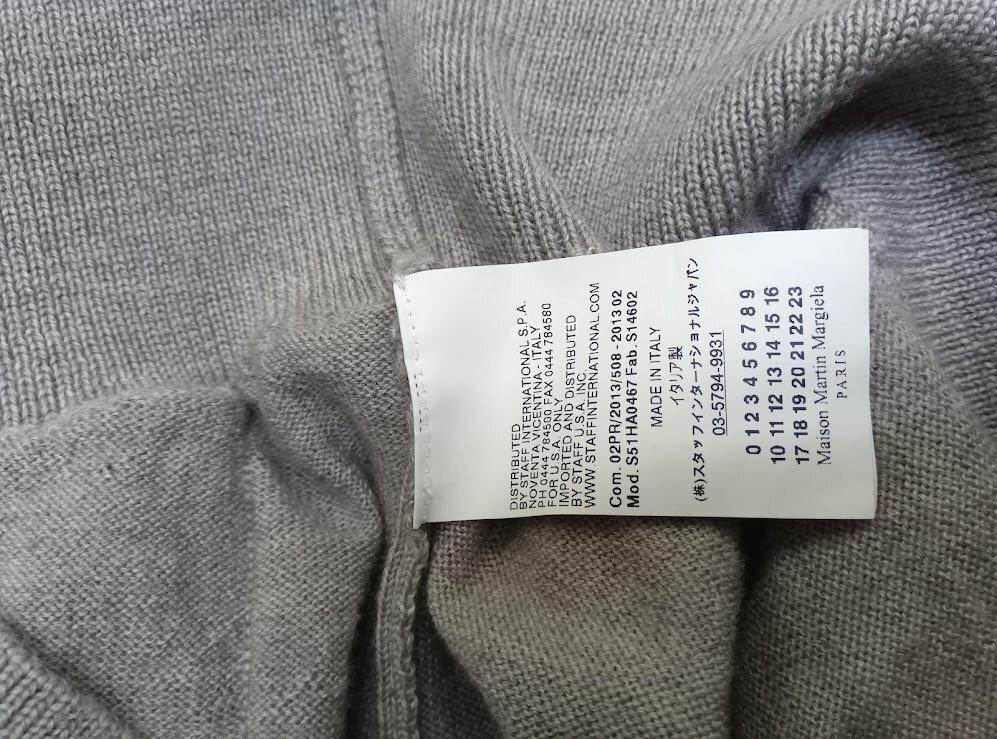 DISTRIBUTED
BY STAFF INTERNATIONAL S.P.A.
NOVENTA VICENTINA - ITALY
PH 0444 784500 FAX 0444 784580
FOR U.S.A. ONLY
IMPORTED AND DISTRIBUTED
BY STAFF U.S.A. INC.
WWW.STAFFINTERNATIONAL.COM
Com. 02PR/2013/508 - 2013 02
Mod. S51HA0467 Fab. S14602
MADE IN ITALY
イタリア製
(株)スタッフインターナショナルジャパン
03-5794-9931
0 1 2 3 4 5 6 7 8 9
10 11 12 13 14 15 16
17 18 19 20 21 22 23
Maison Martin Margiela
PARIS